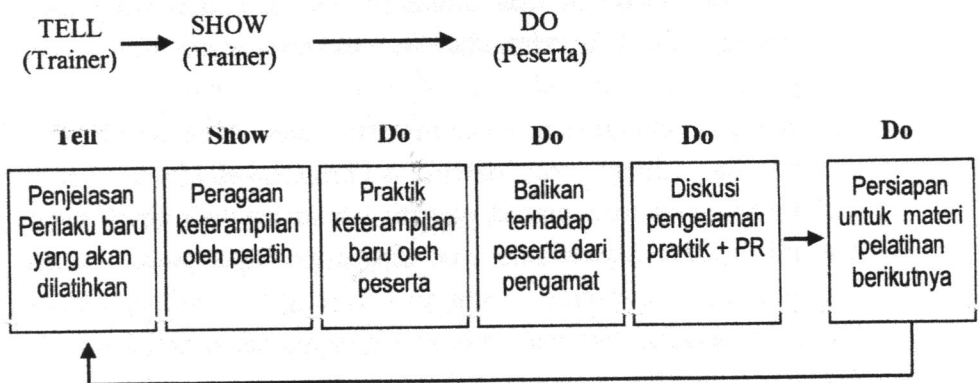 TELL SHOW DO
(Trainer) (Trainer) (Peserta)
Tell Show Do Do Do Do
Penjelasan
Perilaku baru
yang akan
dilatihkan
Peragaan
keterampilan
oleh pelatih
Praktik
keterampilan
baru oleh
peserta
Balikan
terhadap
peserta dari
pengamat
Diskusi
pengelaman
praktik + PR
Persiapan
untuk materi
pelatihan
berikutnya